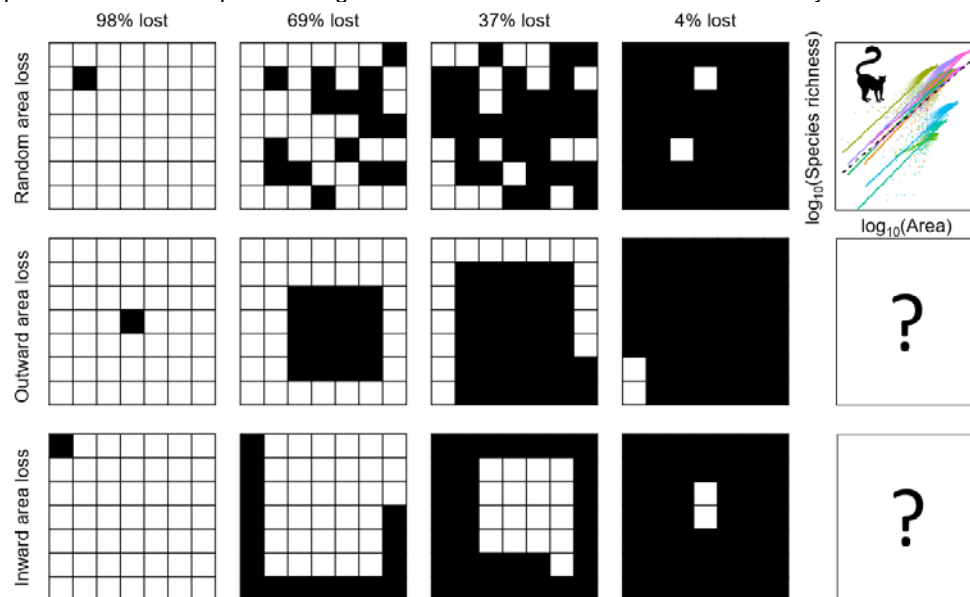 98% lost
69% lost
37% lost
4% lost
Random area loss
log10(Species richness)
log10(Area)
Outward area loss
?
Inward area loss
?